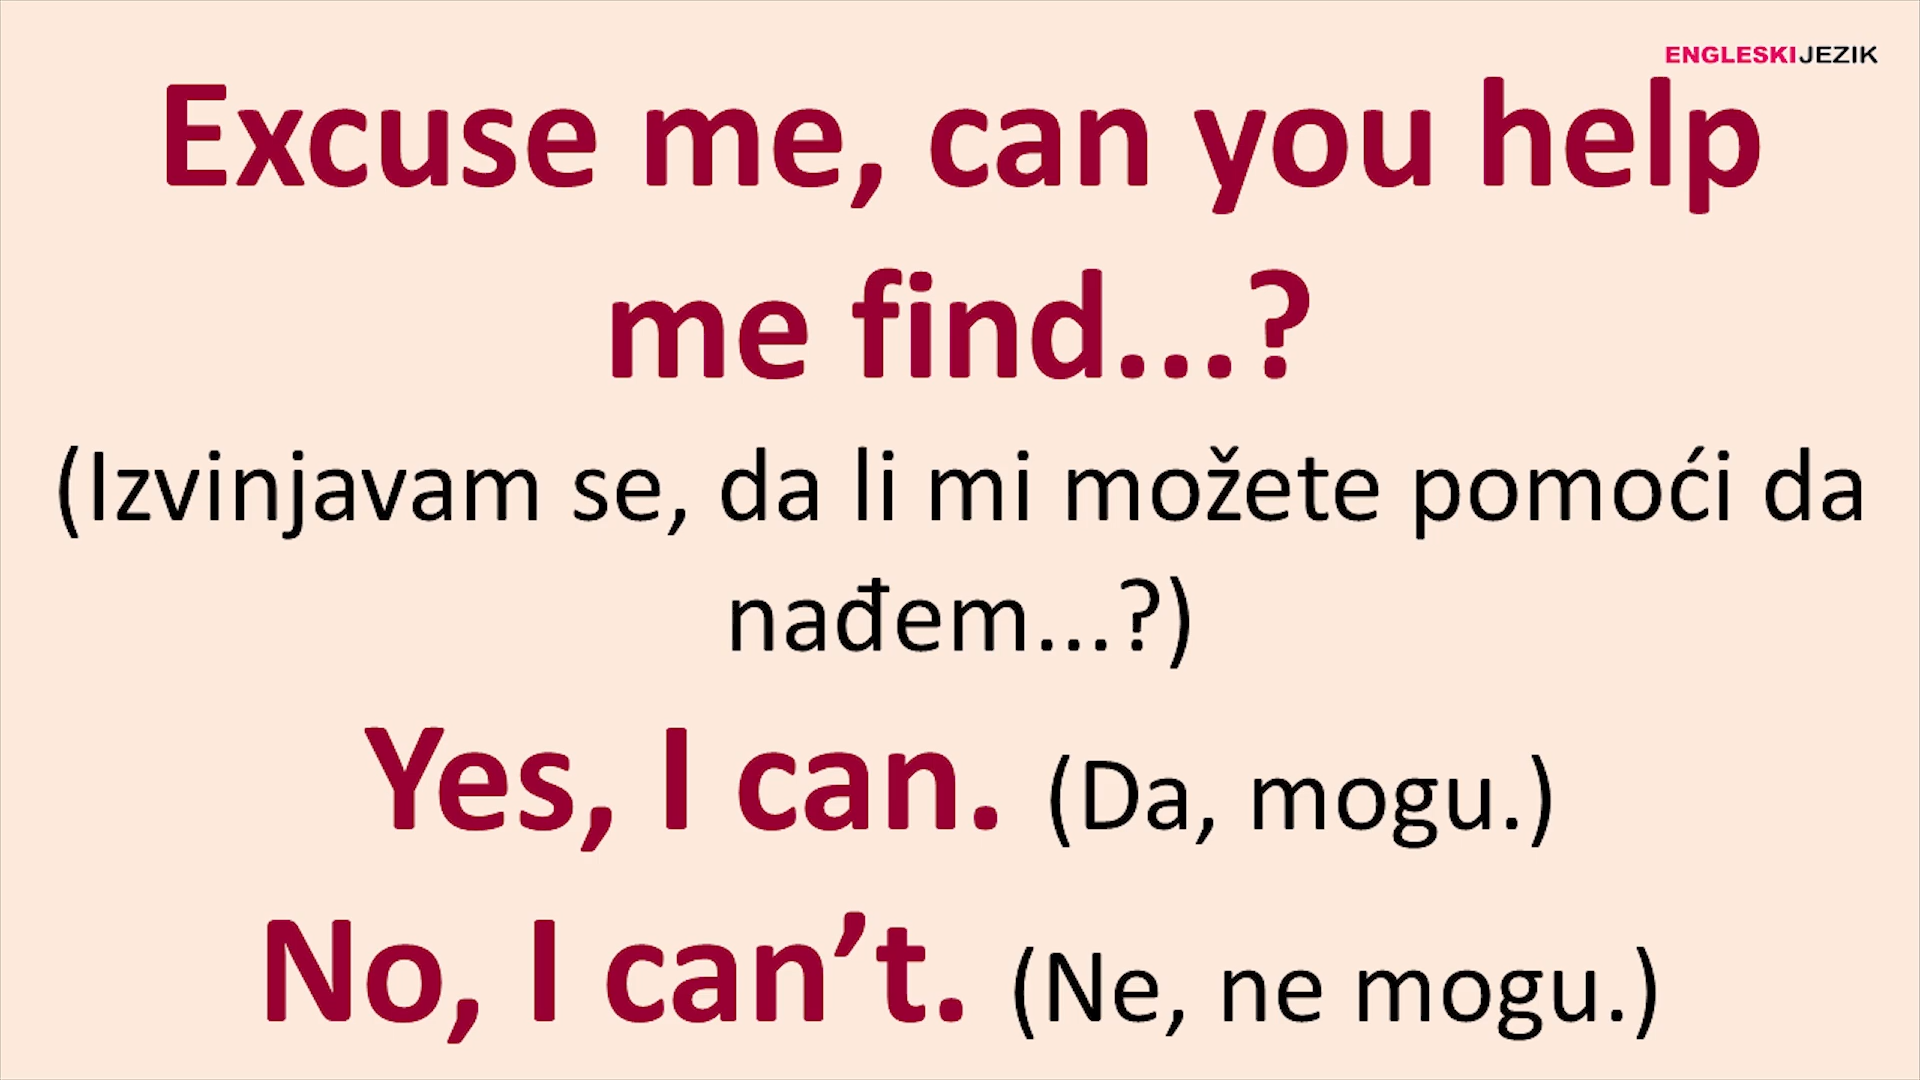 ENGLESKIJEZIK
Excuse me, can you help
me find...?
(Izvinjavam se, da li mi možete pomoći da
nađem...?)
Yes, I can. (Da, mogu.)
No, I can’t. (Ne, ne mogu.)